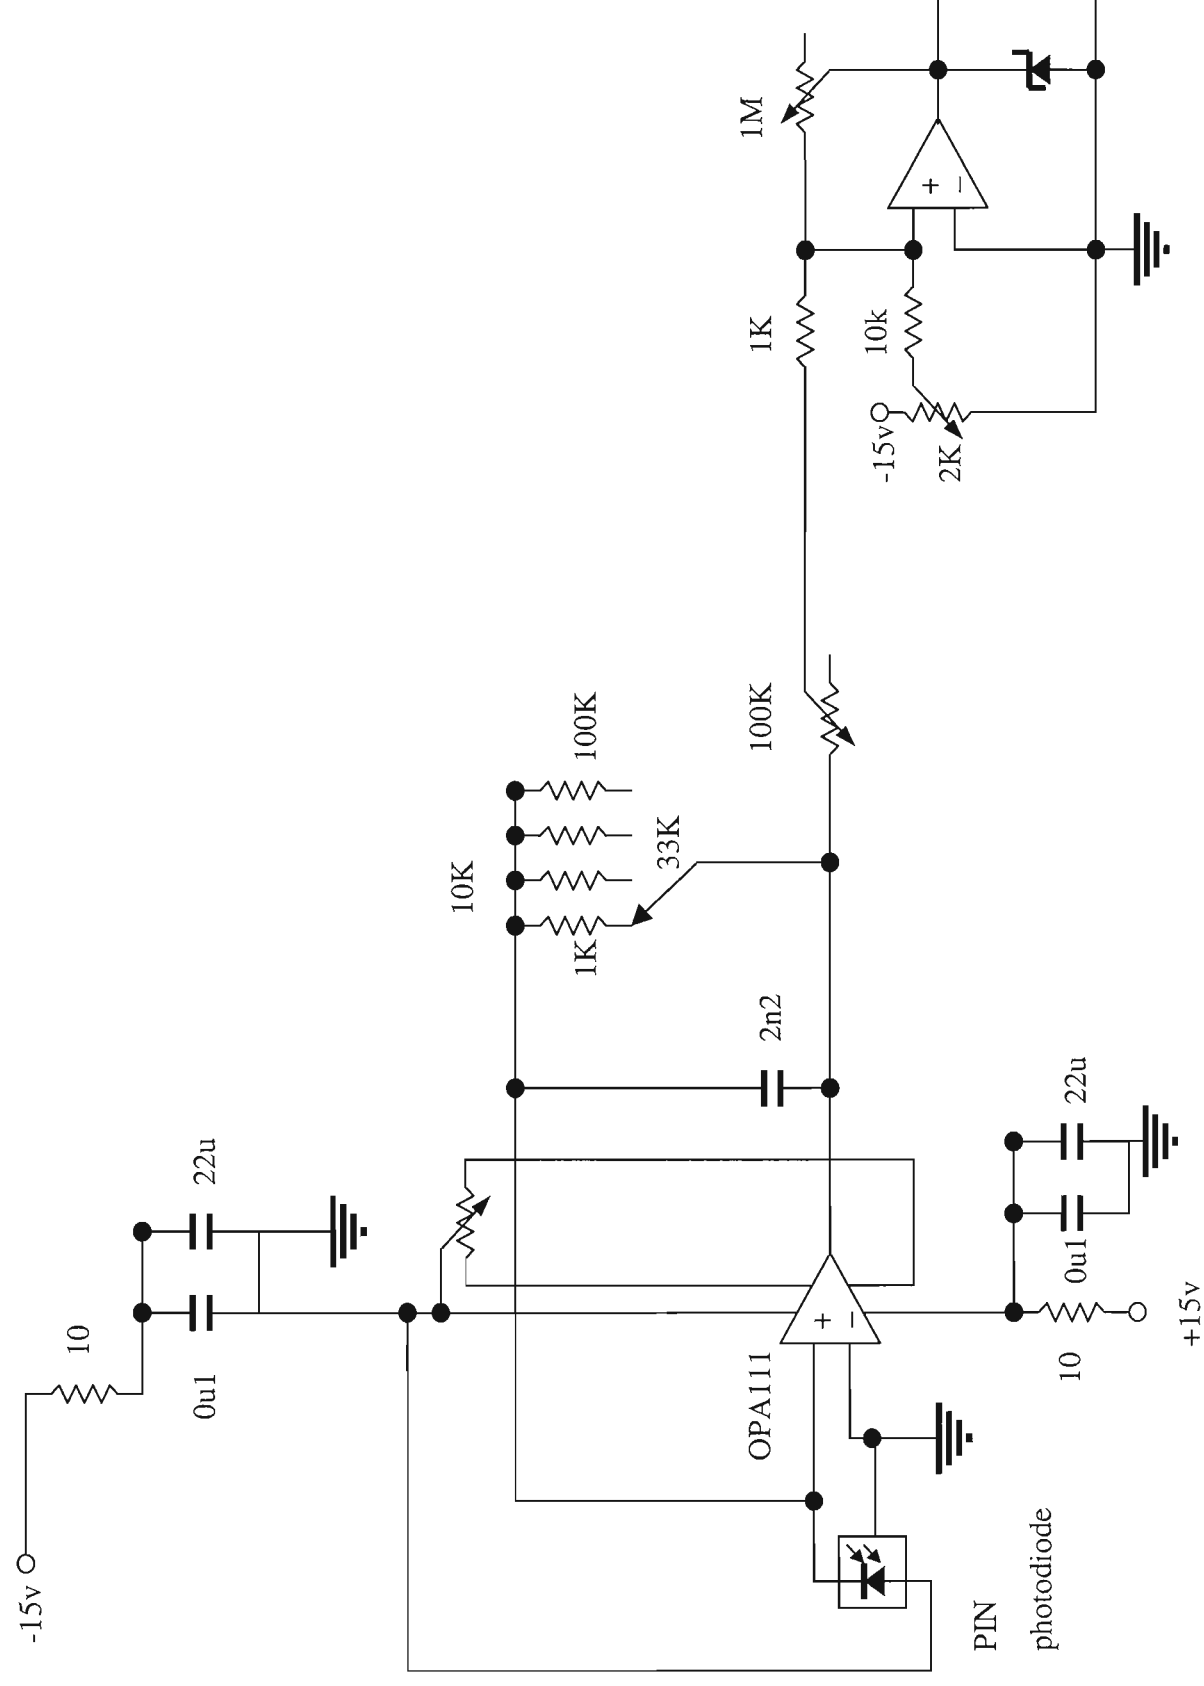 -15v
10
0u1
22u
10K
1K
33K
100K
2n2
OPA111
PIN
photodiode
10
+15v
0u1
22u
100K
1K
1M
10k
-15v
2K
+
−
+
−